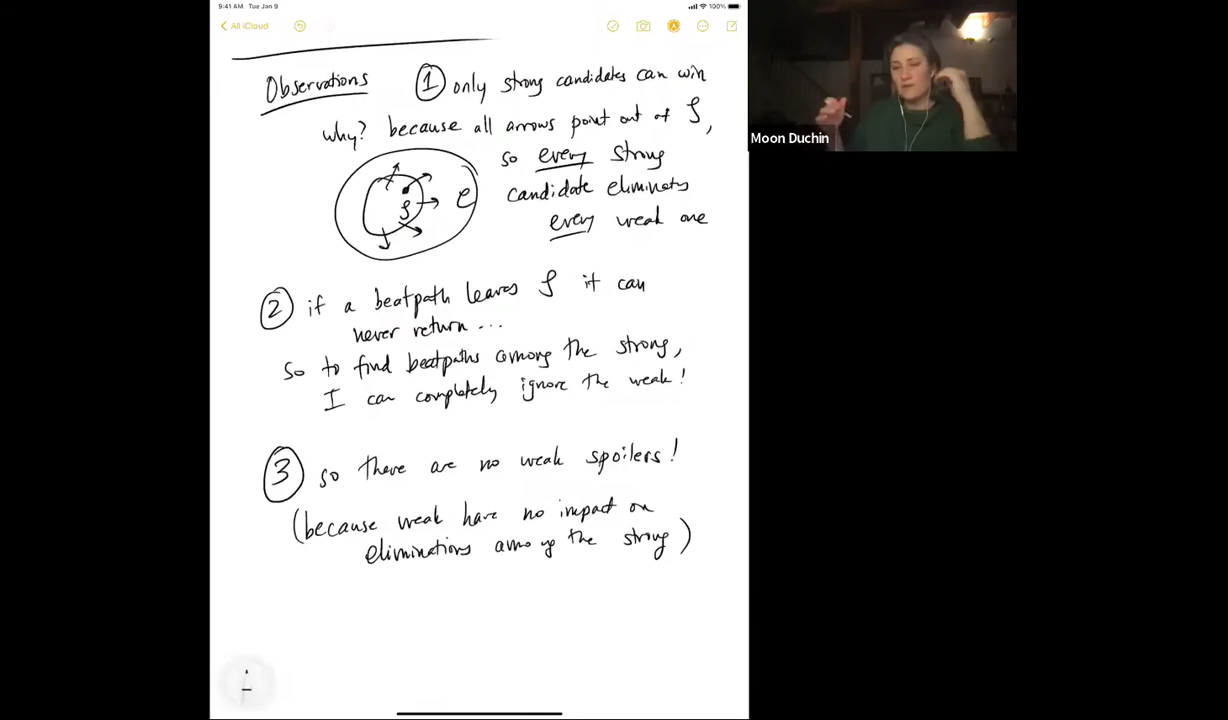 9:41 AM Tue Jan 9
100%
All iCloud
Observations ① only strong candidates can win
why? because all arrows point out of S,
so every strong
candidate eliminates
every weak one
S
C
② if a beatpath leaves S it can
never return...
so to find beatpaths among the strong,
I can completely ignore the weak!
③ so there are no weak spoilers!
(because weak have no impact on
eliminations among the strong)
Moon Duchin